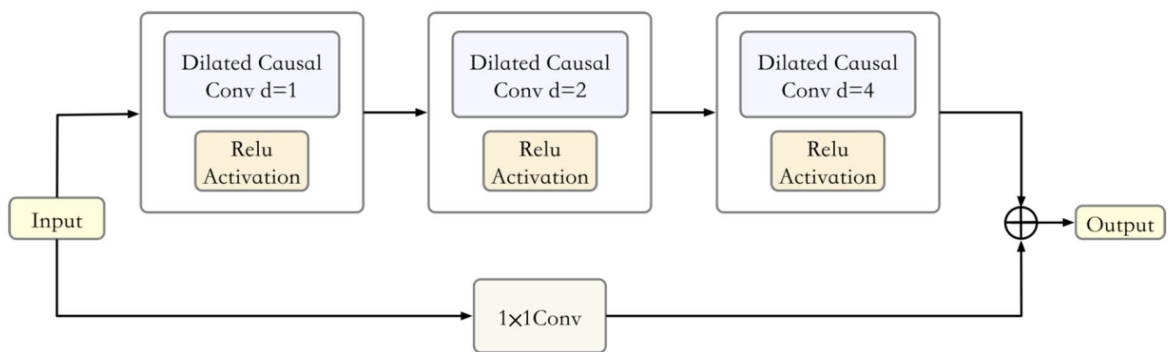 Dilated Causal
Conv d=1
Relu
Activation
Dilated Causal
Conv d=2
Relu
Activation
Dilated Causal
Conv d=4
Relu
Activation
Input
Output
1×1Conv